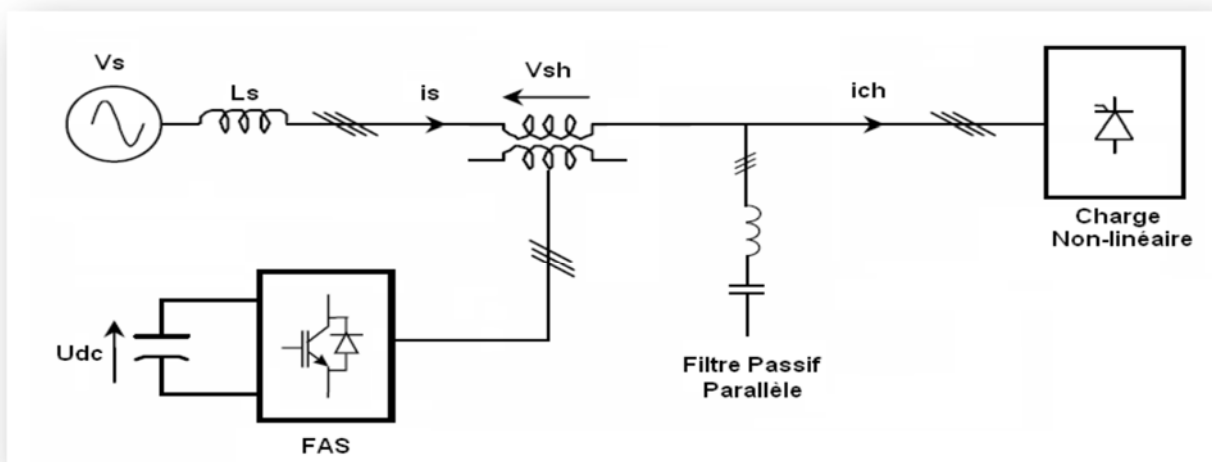 Vs
Ls
is
Vsh
ich
Charge
Non-linéaire
Udc
FAS
Filtre Passif
Parallèle